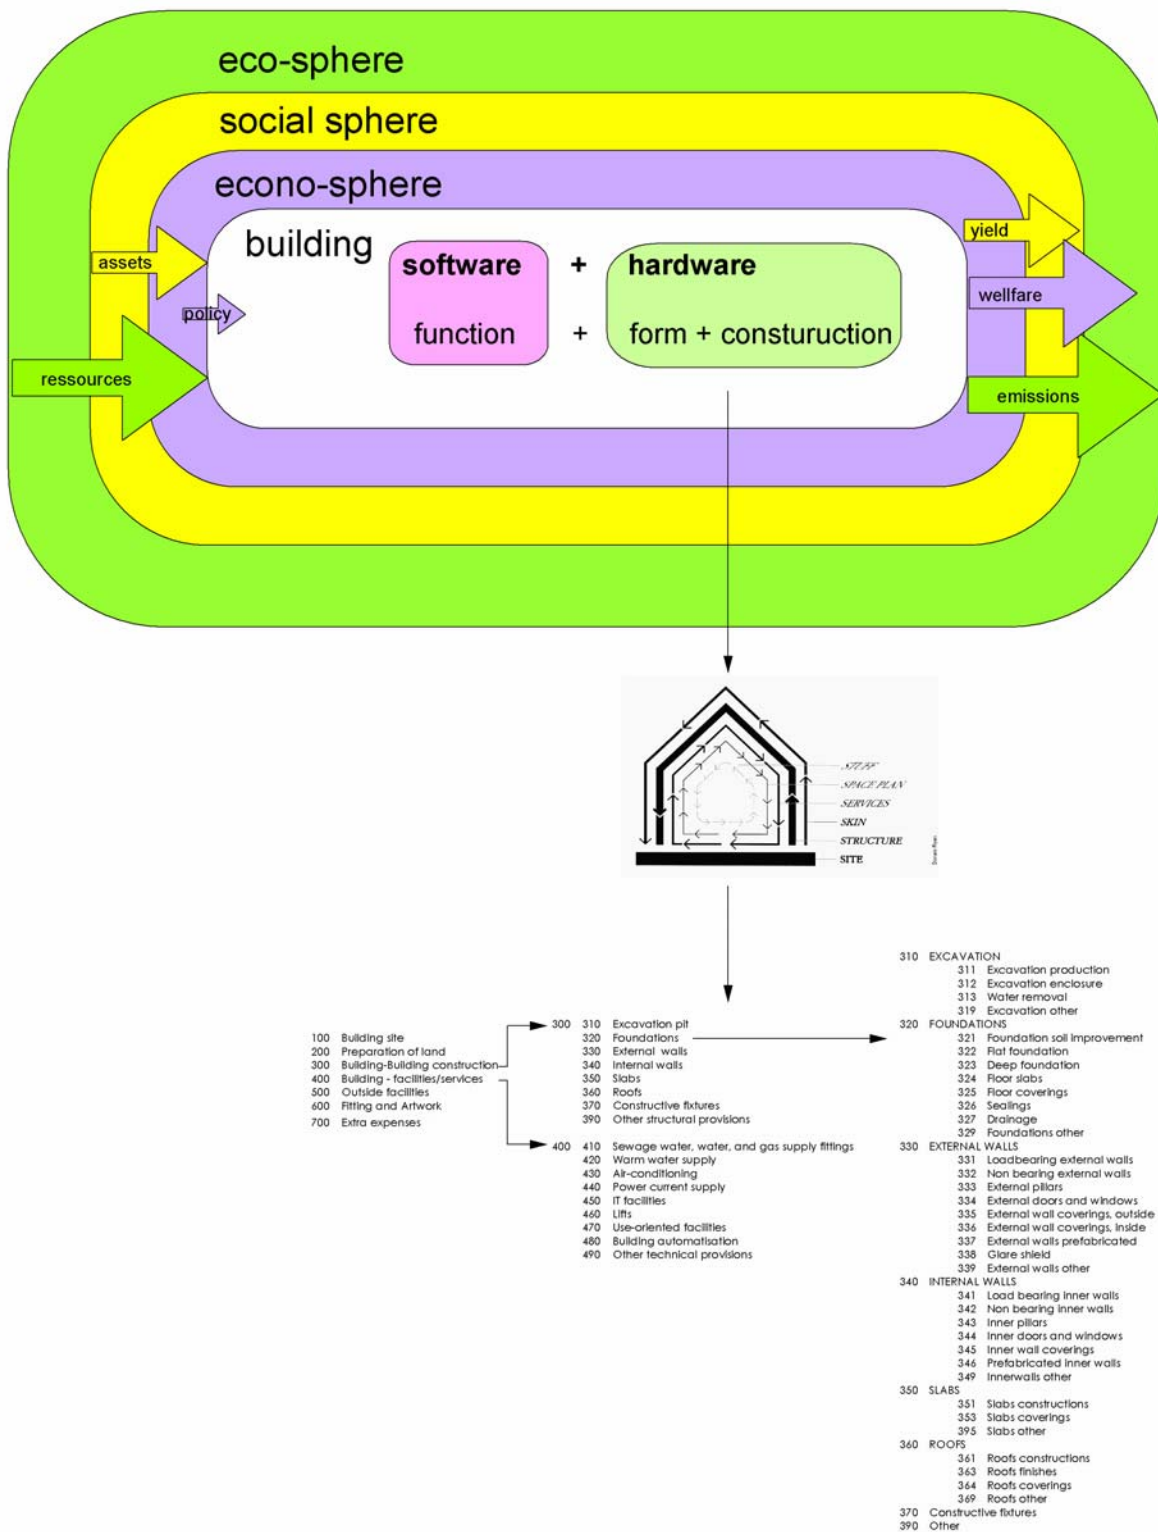 eco-sphere
social sphere
econo-sphere
building
software + hardware
function + form + consturuction
assets
policy
ressources
yield
wellfare
emissions
STUFF
SPACE PLAN
SERVICES
SKIN
STRUCTURE
SITE
100 Building site
200 Preparation of land
300 Building-Building construction
400 Building - facilities/services
500 Outside facilities
600 Fitting and Artwork
700 Extra expenses
300 310 Excavation pit
320 Foundations
330 External walls
340 Internal walls
350 Slabs
360 Roofs
370 Constructive fixtures
390 Other structural provisions
400 410 Sewage water, water, and gas supply fittings
420 Warm water supply
430 Air-conditioning
440 Power current supply
450 IT facilities
460 Lifts
470 Use-oriented facilities
480 Building automatisation
490 Other technical provisions
310 EXCAVATION
311 Excavation production
312 Excavation enclosure
313 Water removal
319 Excavation other
320 FOUNDATIONS
321 Foundation soil improvement
322 Flat foundation
323 Deep foundation
324 Floor slabs
325 Floor coverings
326 Sealings
327 Drainage
329 Foundations other
330 EXTERNAL WALLS
331 Loadbearing external walls
332 Non bearing external walls
333 External pillars
334 External doors and windows
335 External wall coverings, outside
336 External wall coverings, inside
337 External walls prefabricated
338 Glare shield
339 External walls other
340 INTERNAL WALLS
341 Load bearing inner walls
342 Non bearing inner walls
343 Inner pillars
344 Inner doors and windows
345 Inner wall coverings
346 Prefabricated inner walls
349 Innerwalls other
350 SLABS
351 Slabs constructions
353 Slabs coverings
395 Slabs other
360 ROOFS
361 Roofs constructions
363 Roofs finishes
364 Roofs coverings
369 Roofs other
370 Constructive fixtures
390 Other